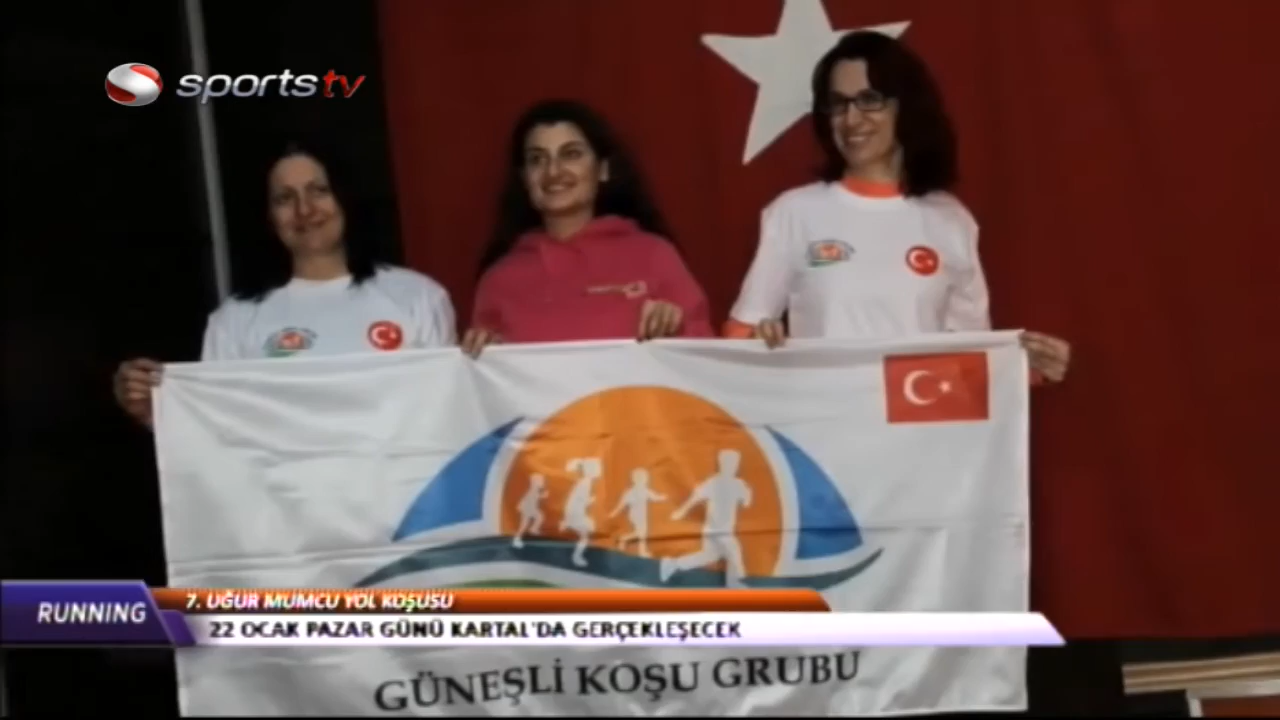 sportstv
RUNNING
7. UĞUR MUMCU YOL KOŞUSU
22 OCAK PAZAR GÜNÜ KARTAL'DA GERÇEKLEŞECEK
GÜNEŞLİ KOŞU GRUBU